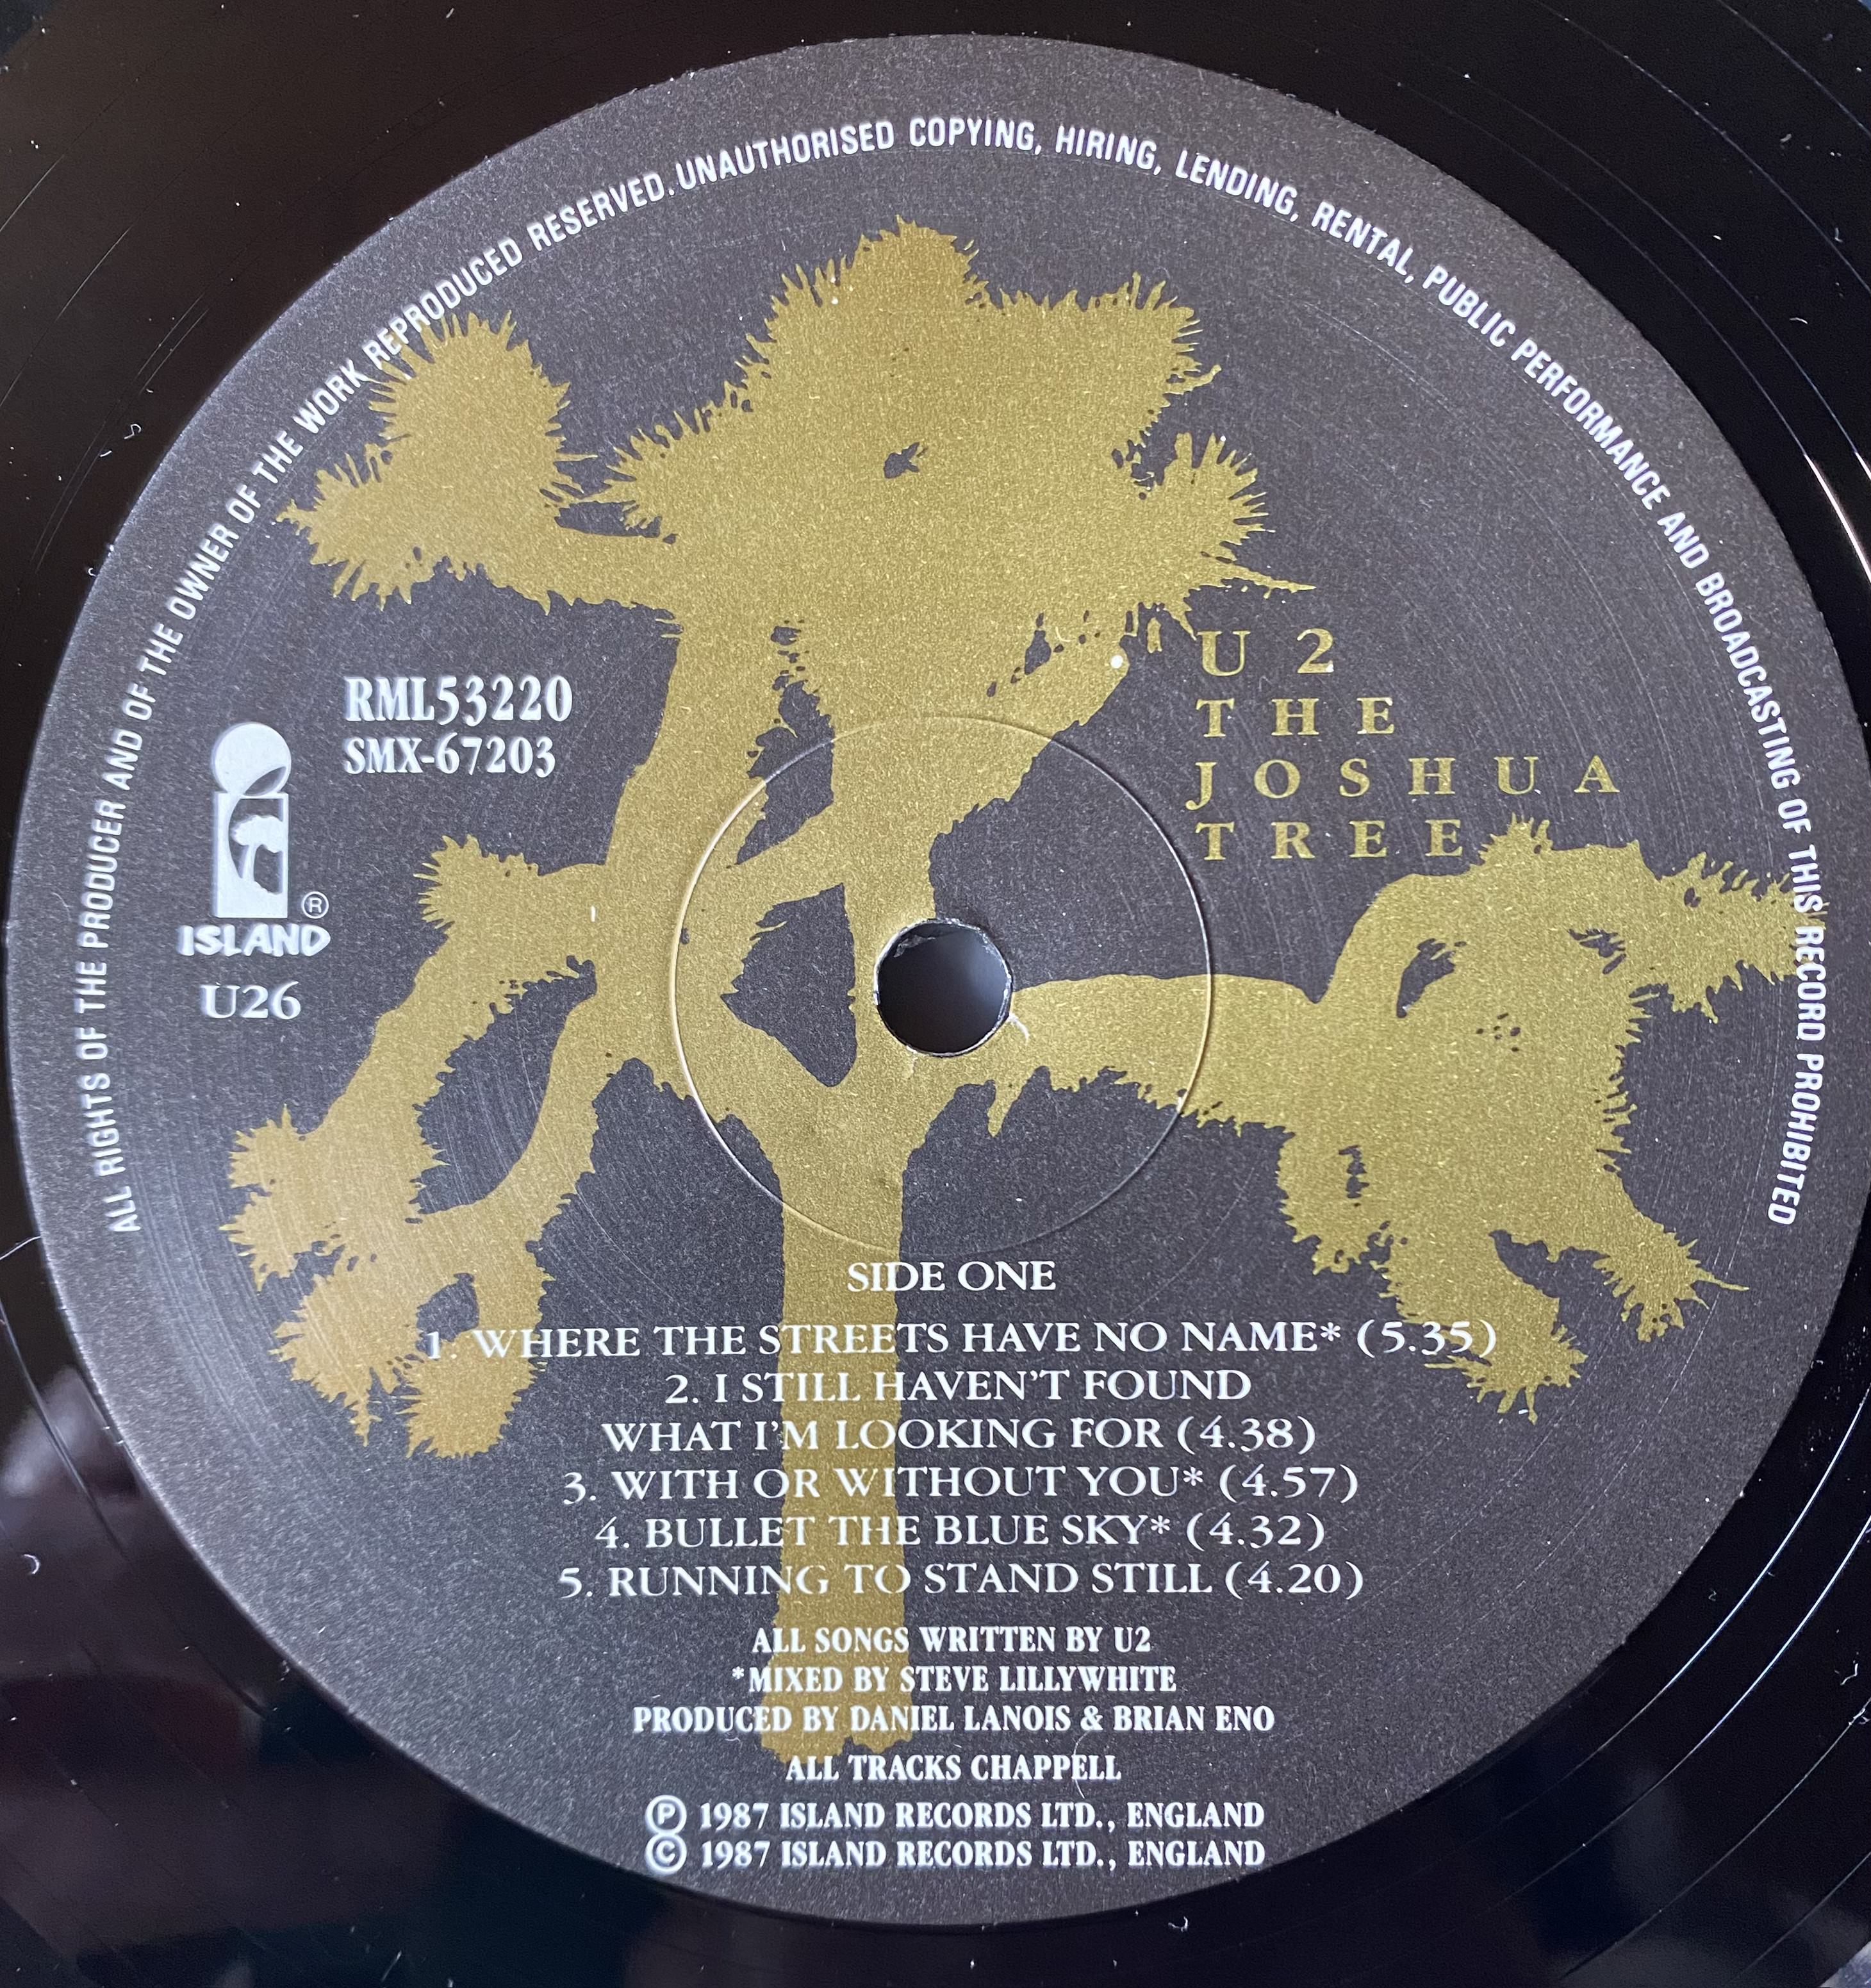 ALL RIGHTS OF THE PRODUCER AND OF THE OWNER OF THE WORK REPRODUCED RESERVED. UNAUTHORISED COPYING, HIRING, LENDING, RENTAL, PUBLIC PERFORMANCE AND BROADCASTING OF THIS RECORD PROHIBITED
U 2
THE
JOSHUA
TREE
RML53220
SMX-67203
®
ISLAND
U26
SIDE ONE
1. WHERE THE STREETS HAVE NO NAME* (5.35)
2. I STILL HAVEN'T FOUND
WHAT I'M LOOKING FOR (4.38)
3. WITH OR WITHOUT YOU* (4.57)
4. BULLET THE BLUE SKY* (4.32)
5. RUNNING TO STAND STILL (4.20)
ALL SONGS WRITTEN BY U2
*MIXED BY STEVE LILLYWHITE
PRODUCED BY DANIEL LANOIS & BRIAN ENO
ALL TRACKS CHAPPELL
℗ 1987 ISLAND RECORDS LTD., ENGLAND
© 1987 ISLAND RECORDS LTD., ENGLAND